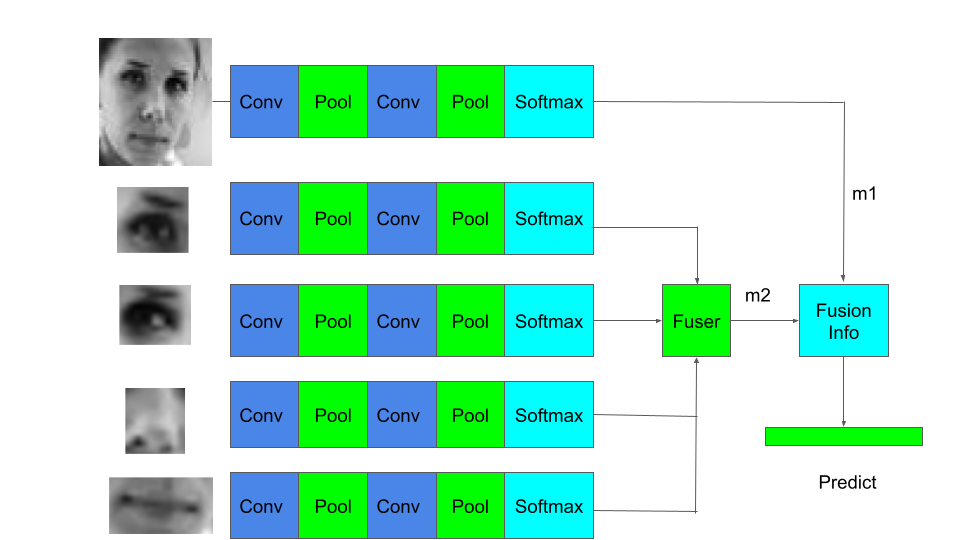 Conv Pool Conv Pool Softmax
m1
Conv Pool Conv Pool Softmax
m2
Conv Pool Conv Pool Softmax
Fuser
Fusion
Info
Conv Pool Conv Pool Softmax
Predict
Conv Pool Conv Pool Softmax